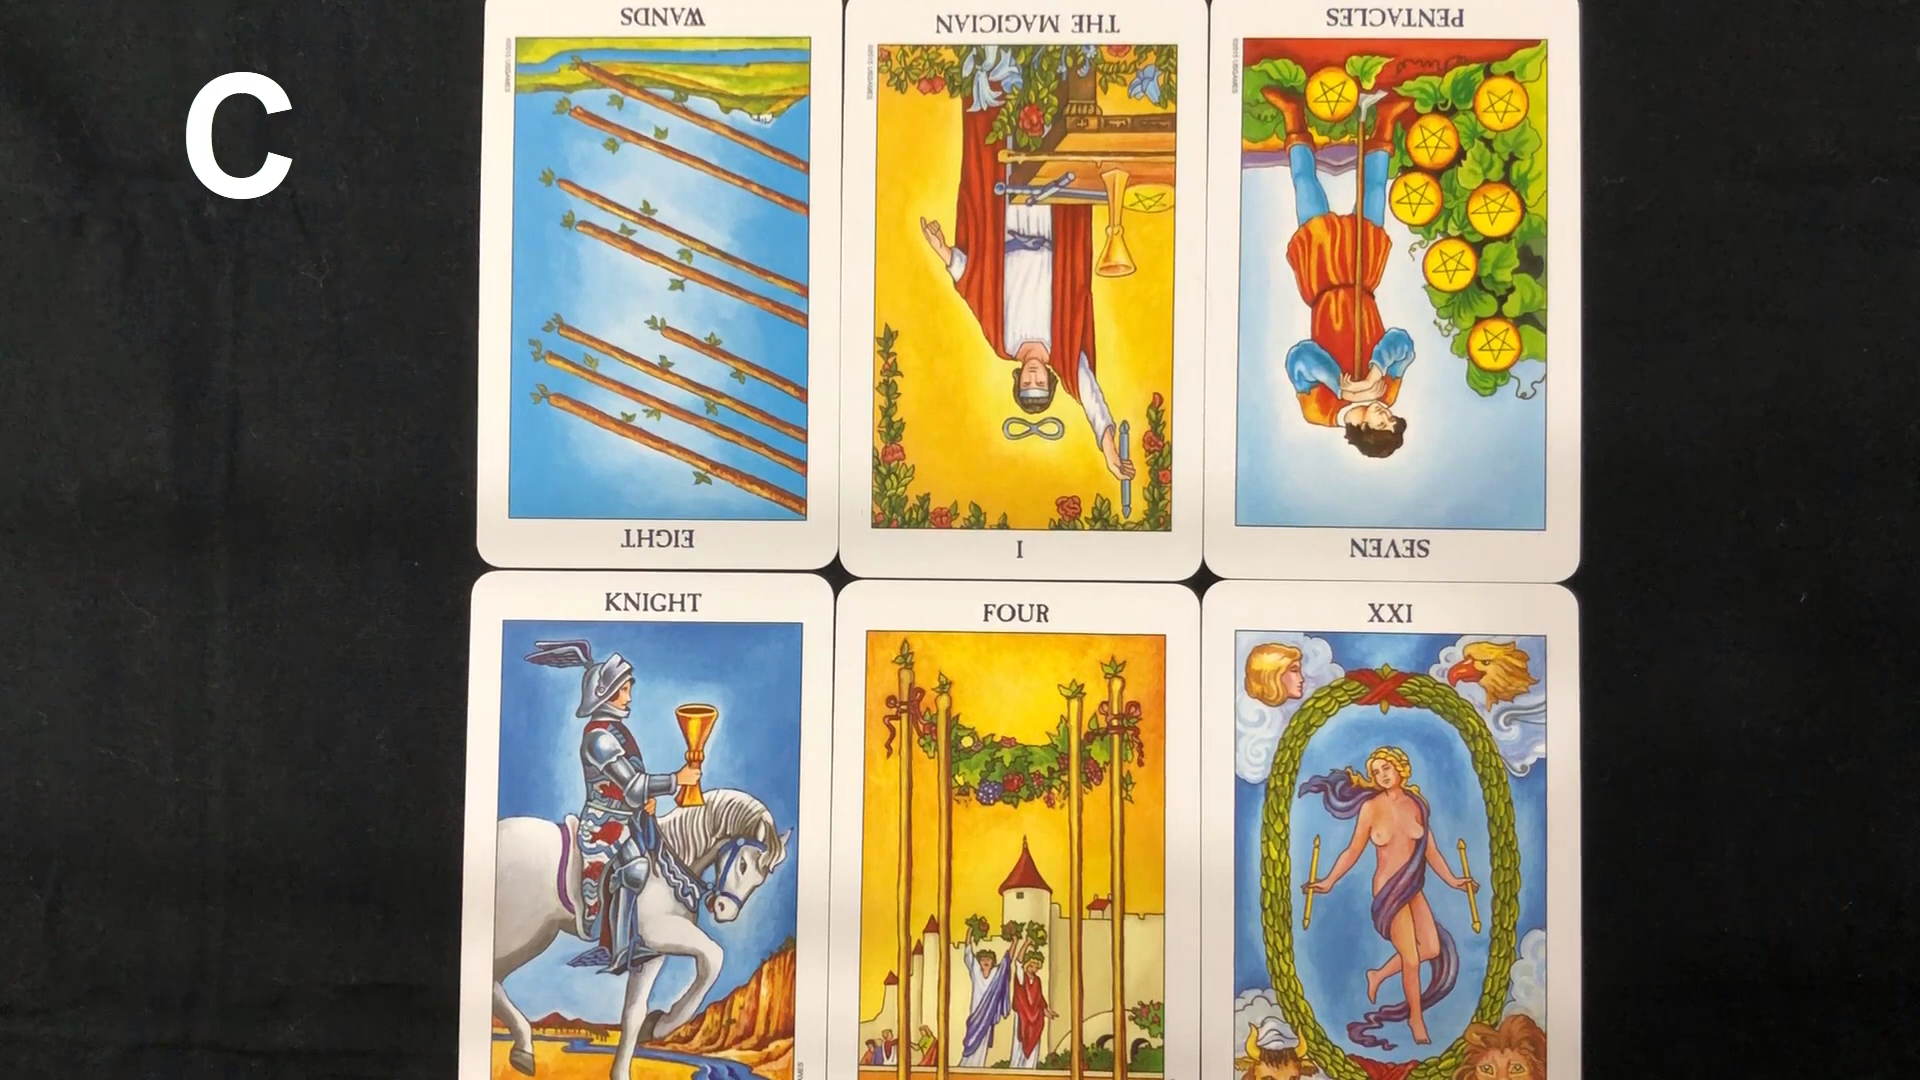 C
WANDS
THE MAGICIAN
PENTACLES
EIGHT
I
SEVEN
KNIGHT
FOUR
XXI